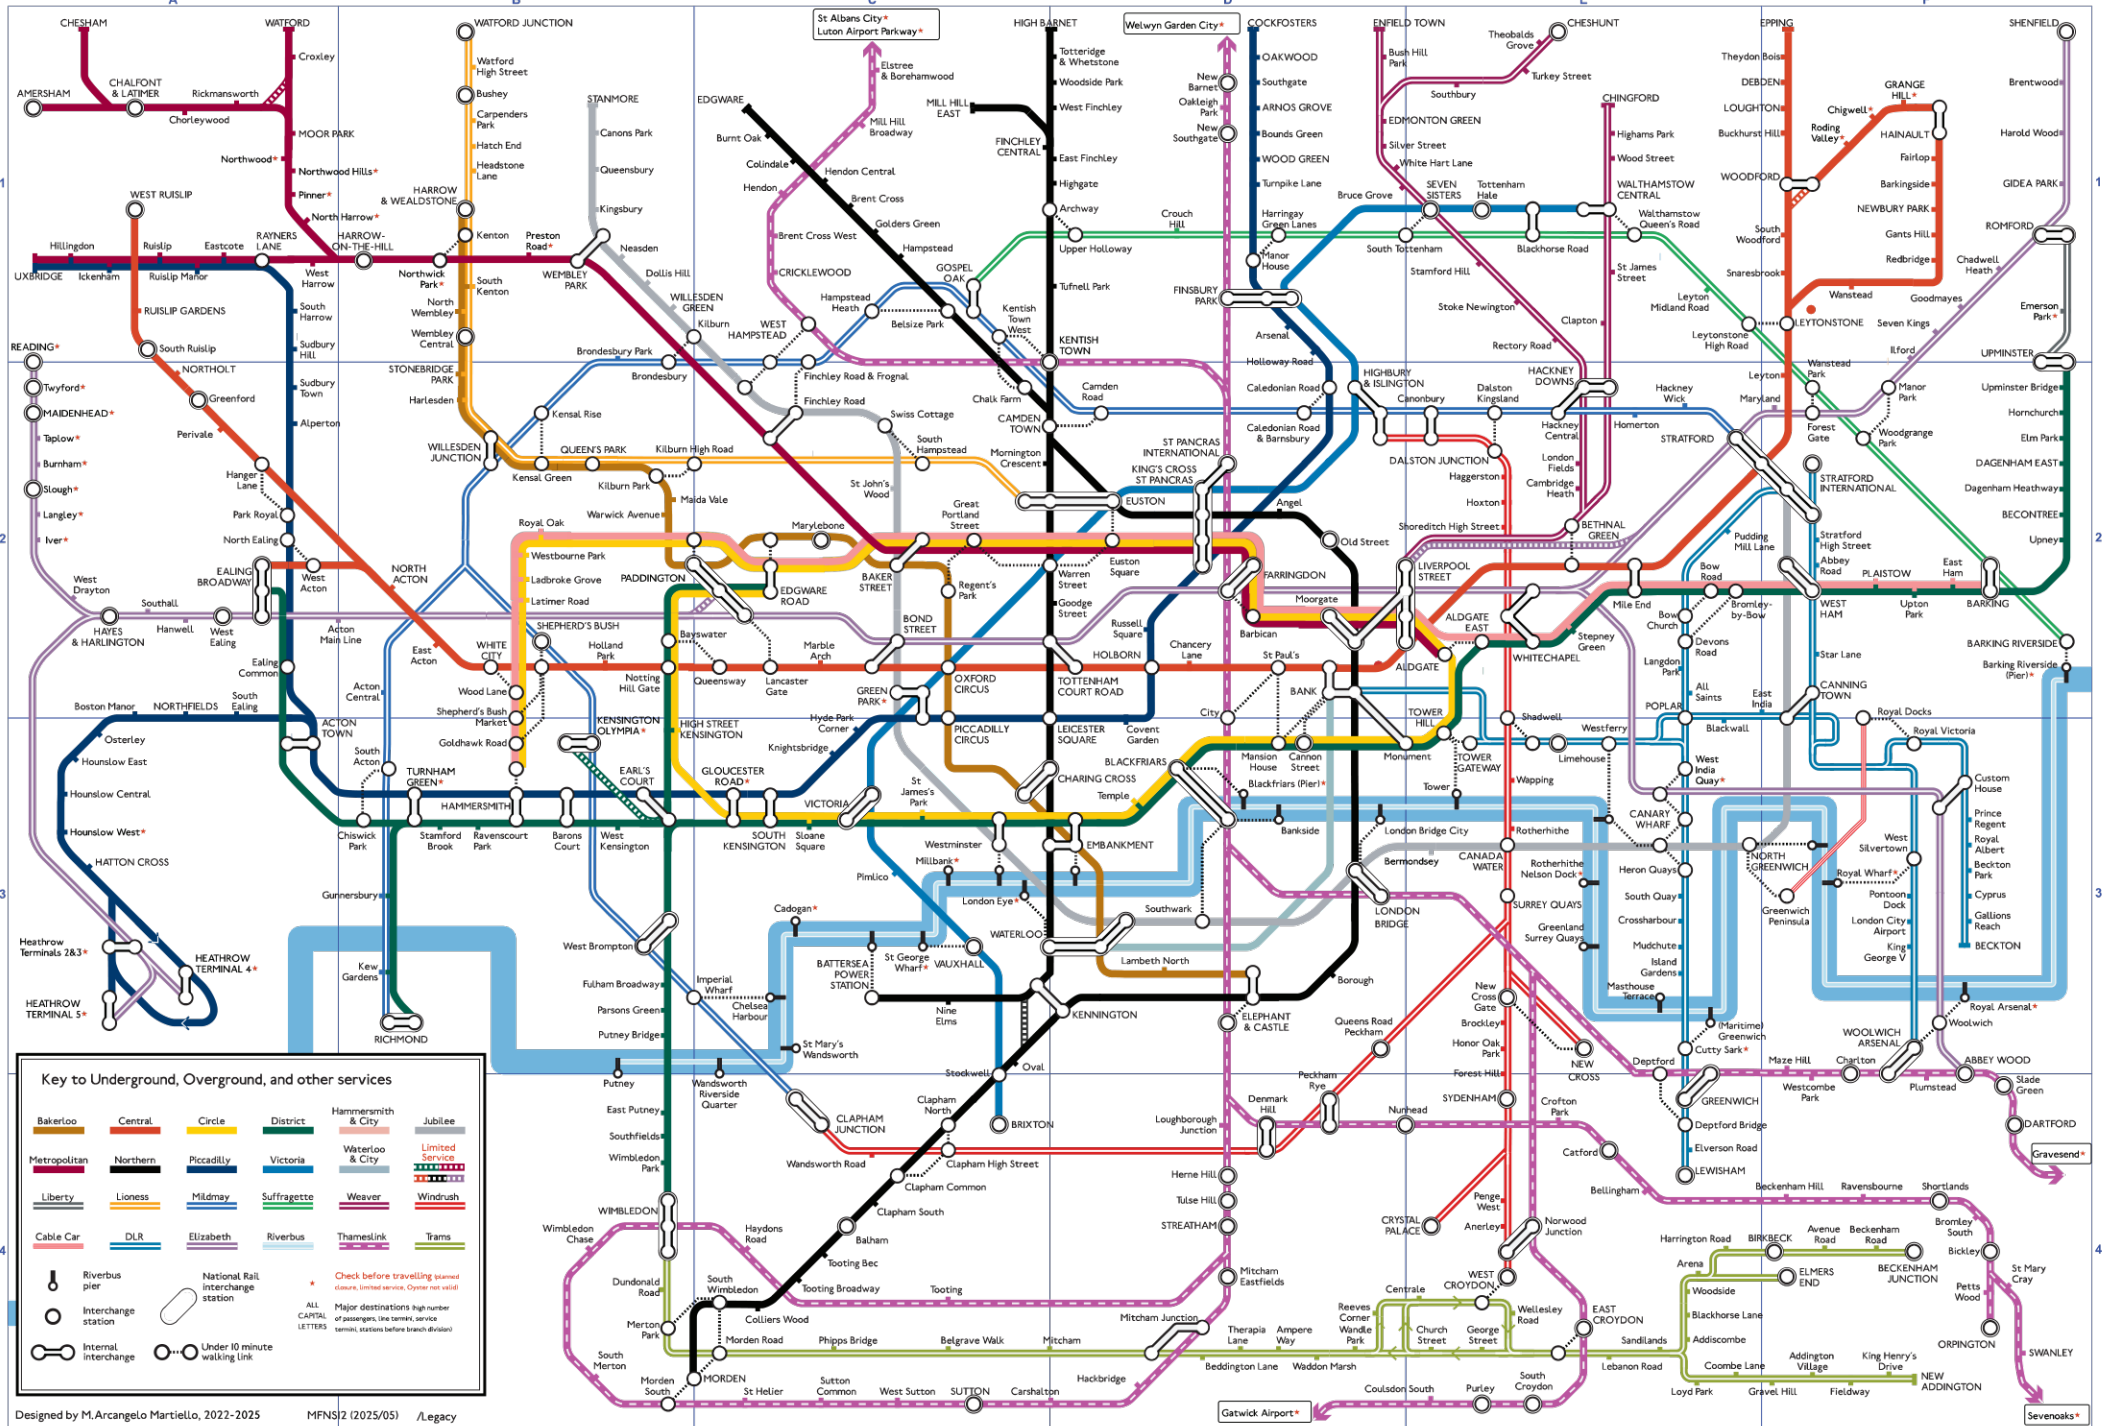 A
B
C
D
E
F
CHESHAM
WATFORD
WATFORD JUNCTION
St Albans City*
Luton Airport Parkway*
HIGH BARNET
Welwyn Garden City*
COCKFOSTERS
ENFIELD TOWN
CHESHUNT
EPPING
SHENFIELD
Croxley
Watford
High Street
Elstree
& Borehamwood
Totteridge
& Whetstone
New
Barnet
OAKWOOD
Bush Hill
Park
Theobalds
Grove
Theydon Bois
Brentwood
AMERSHAM
CHALFONT
& LATIMER
Rickmansworth
Chorleywood
Bushey
STANMORE
EDGWARE
MILL HILL
EAST
Woodside Park
Oakleigh
Park
Southgate
Turkey Street
Southbury
DEBDEN
GRANGE
HILL*
MOOR PARK
Carpenders
Park
Canons Park
Burnt Oak
Mill Hill
Broadway
West Finchley
New
Southgate
ARNOS GROVE
EDMONTON GREEN
CHINGFORD
LOUGHTON
Chigwell*
HAINAULT
Harold Wood
Northwood*
Hatch End
Colindale
FINCHLEY
CENTRAL
Bounds Green
Silver Street
Highams Park
Buckhurst Hill
Roding
Valley*
Northwood Hills*
Headstone
Lane
Queensbury
Hendon Central
East Finchley
WOOD GREEN
White Hart Lane
Wood Street
Fairlop
1
Pinner*
HARROW
& WEALDSTONE
Hendon
Brent Cross
Highgate
Turnpike Lane
Bruce Grove
SEVEN
SISTERS
Tottenham
Hale
WALTHAMSTOW
CENTRAL
WOODFORD
Barkingside
GIDEA PARK
1
WEST RUISLIP
North Harrow*
Kingsbury
Golders Green
Archway
Crouch
Hill
Harringay
Green Lanes
Walthamstow
Queen's Road
NEWBURY PARK
ROMFORD
Hillingdon
Ruislip
Eastcote
RAYNERS
LANE
HARROW-
ON-THE-HILL
Kenton
Preston
Road*
Neasden
Brent Cross West
Hampstead
Upper Holloway
Manor
House
South Tottenham
Blackhorse Road
South
Woodford
Gants Hill
UXBRIDGE
Ickenham
Ruislip Manor
West
Harrow
Northwick
Park*
WEMBLEY
PARK
Dollis Hill
CRICKLEWOOD
GOSPEL
OAK
Stamford Hill
St James
Street
Snaresbrook
Redbridge
Chadwell
Heath
RUISLIP GARDENS
South
Harrow
South
Kenton
WILLESDEN
GREEN
Hampstead
Heath
Tufnell Park
FINSBURY
PARK
Stoke Newington
Leyton
Midland Road
Wanstead
Goodmayes
Emerson
Park*
North
Wembley
Kilburn
WEST
HAMPSTEAD
Belsize Park
Kentish
Town
West
Arsenal
Clapton
LEYTONSTONE
Seven Kings
READING*
South Ruislip
Sudbury
Hill
Wembley
Central
Brondesbury Park
KENTISH
TOWN
Holloway Road
Rectory Road
Leytonstone
High Road
Ilford
UPMINSTER
Twyford*
NORTHOLT
Sudbury
Town
STONEBRIDGE
PARK
Brondesbury
Finchley Road & Frognal
Chalk Farm
Camden
Road
Caledonian Road
HIGHBURY
& ISLINGTON
Dalston
Kingsland
HACKNEY
DOWNS
Hackney
Wick
Leyton
Wanstead
Park
Manor
Park
Upminster Bridge
MAIDENHEAD*
Greenford
Harlesden
Kensal Rise
Finchley Road
Swiss Cottage
CAMDEN
TOWN
Caledonian Road
& Barnsbury
Canonbury
Hackney
Central
Homerton
Maryland
Forest
Gate
Hornchurch
Taplow*
Perivale
Alperton
WILLESDEN
JUNCTION
QUEEN'S PARK
Kilburn High Road
South
Hampstead
ST PANCRAS
INTERNATIONAL
DALSTON JUNCTION
STRATFORD
Woodgrange
Park
Elm Park
Burnham*
Hanger
Lane
Kensal Green
Kilburn Park
Mornington
Crescent
KING'S CROSS
ST PANCRAS
Haggerston
London
Fields
STRATFORD
INTERNATIONAL
DAGENHAM EAST
Slough*
Park Royal
Maida Vale
St John's
Wood
EUSTON
Angel
Hoxton
Cambridge
Heath
Dagenham Heathway
Langley*
Warwick Avenue
Great
Portland
Street
BECONTREE
2
Iver*
North Ealing
Royal Oak
Marylebone
Old Street
Shoreditch High Street
BETHNAL
GREEN
Pudding
Mill Lane
Stratford
High Street
Upney
2
Westbourne Park
West
Drayton
EALING
BROADWAY
West
Acton
NORTH
ACTON
Ladbroke Grove
PADDINGTON
EDGWARE
ROAD
BAKER
STREET
Regent's
Park
Warren
Street
Euston
Square
FARRINGDON
LIVERPOOL
STREET
Bow
Road
Abbey
Road
PLAISTOW
East
Ham
Southall
Latimer Road
Goodge
Street
Moorgate
Mile End
Bromley-
by-Bow
WEST
HAM
Upton
Park
BARKING
HAYES
& HARLINGTON
Hanwell
West
Ealing
Acton
Main Line
SHEPHERD'S BUSH
Bayswater
BOND
STREET
Russell
Square
Barbican
ALDGATE
EAST
Bow
Church
Stepney
Green
Devons
Road
BARKING RIVERSIDE
Ealing
Common
East
Acton
WHITE
CITY
Holland
Park
Marble
Arch
HOLBORN
Chancery
Lane
St Paul's
ALDGATE
WHITECHAPEL
Langdon
Park
Star Lane
Barking Riverside
(Pier)*
Wood Lane
Notting
Hill Gate
Queensway
Lancaster
Gate
OXFORD
CIRCUS
TOTTENHAM
COURT ROAD
BANK
All
Saints
CANNING
TOWN
Boston Manor
NORTHFIELDS
South
Ealing
Acton
Central
Shepherd's Bush
Market
GREEN
PARK*
City
TOWER
HILL
Shadwell
POPLAR
East
India
Royal Docks
ACTON
TOWN
Goldhawk Road
KENSINGTON
OLYMPIA*
HIGH STREET
KENSINGTON
Hyde Park
Corner
PICCADILLY
CIRCUS
LEICESTER
SQUARE
Covent
Garden
Westferry
Blackwall
Royal Victoria
Osterley
South
Acton
Knightsbridge
BLACKFRIARS
Mansion
House
Cannon
Street
Monument
TOWER
GATEWAY
Limehouse
Hounslow East
TURNHAM
GREEN*
EARL'S
COURT
GLOUCESTER
ROAD*
CHARING CROSS
Blackfriars (Pier)*
Tower
Wapping
West
India
Quay*
Custom
House
Hounslow Central
HAMMERSMITH
VICTORIA
St
James's
Park
Temple
Prince
Regent
Hounslow West*
Chiswick
Park
Stamford
Brook
Ravenscourt
Park
Barons
Court
West
Kensington
SOUTH
KENSINGTON
Sloane
Square
Westminster
EMBANKMENT
Bankside
London Bridge City
Rotherhithe
CANARY
WHARF
West
Silvertown
Royal
Albert
HATTON CROSS
Pimlico
Millbank*
Bermondsey
CANADA
WATER
Rotherhithe
Nelson Dock*
Heron Quays
NORTH
GREENWICH
Royal Wharf*
Beckton
Park
3
Gunnersbury
Cadogan*
London Eye*
Southwark
LONDON
BRIDGE
SURREY QUAYS
South Quay
Greenwich
Peninsula
Pontoon
Dock
Cyprus
3
Heathrow
Terminals 2&3*
HEATHROW
TERMINAL 4*
West Brompton
WATERLOO
Greenland
Surrey Quays
Crossharbour
London City
Airport
Gallions
Reach
Kew
Gardens
BATTERSEA
POWER
STATION
St George
Wharf*
VAUXHALL
Lambeth North
Mudchute
King
George V
BECKTON
HEATHROW
TERMINAL 5*
Fulham Broadway
Imperial
Wharf
Chelsea
Harbour
Borough
Island
Gardens
Parsons Green
Nine
Elms
KENNINGTON
ELEPHANT
& CASTLE
New
Cross
Gate
Masthouse
Terrace
Royal Arsenal*
RICHMOND
Putney Bridge
Queens Road
Peckham
Brockley
(Maritime)
Greenwich
WOOLWICH
ARSENAL
Woolwich
St Mary's
Wandsworth
Oval
Honor Oak
Park
NEW
CROSS
Deptford
Cutty Sark*
Maze Hill
Charlton
ABBEY WOOD
Putney
Wandsworth
Riverside
Quarter
Stockwell
Peckham
Rye
Forest Hill
Westcombe
Park
Plumstead
Slade
Green
East Putney
CLAPHAM
JUNCTION
Clapham
North
BRIXTON
Loughborough
Junction
Denmark
Hill
Nunhead
SYDENHAM
Crofton
Park
GREENWICH
Deptford Bridge
DARTFORD
Southfields
Wandsworth Road
Clapham High Street
Catford
Elverson Road
Gravesend*
Wimbledon
Park
Clapham Common
Herne Hill
Bellingham
LEWISHAM
Beckenham Hill
Ravensbourne
Shortlands
WIMBLEDON
Clapham South
Tulse Hill
Penge
West
Bromley
South
Wimbledon
Chase
Haydons
Road
Balham
STREATHAM
CRYSTAL
PALACE
Anerley
Norwood
Junction
Harrington Road
BIRKBECK
Avenue
Road
Beckenham
Road
Bickley
4
Tooting Bec
4
Dundonald
Road
South
Wimbledon
Tooting Broadway
Tooting
Mitcham
Eastfields
WEST
CROYDON
Arena
ELMERS
END
BECKENHAM
JUNCTION
St Mary
Cray
Colliers Wood
Mitcham Junction
Centrale
Wellesley
Road
EAST
CROYDON
Woodside
Petts
Wood
Merton
Park
Morden Road
Phipps Bridge
Belgrave Walk
Mitcham
Therapia
Lane
Ampere
Way
Reeves
Corner
Wandle
Park
Church
Street
George
Street
Sandilands
Blackhorse Lane
ORPINGTON
South
Merton
Beddington Lane
Waddon Marsh
Lebanon Road
Addiscombe
Coombe Lane
Addington
Village
King Henry's
Drive
SWANLEY
Morden
South
MORDEN
St Helier
Sutton
Common
West Sutton
SUTTON
Carshalton
Hackbridge
Coulsdon South
Purley
South
Croydon
Loyd Park
Gravel Hill
Fieldway
NEW
ADDINGTON
Gatwick Airport*
Sevenoaks*
Key to Underground, Overground, and other services
Bakerloo
Central
Circle
District
Hammersmith
& City
Jubilee
Metropolitan
Northern
Piccadilly
Victoria
Waterloo
& City
Limited
Service
Liberty
Lioness
Mildmay
Suffragette
Weaver
Windrush
Cable Car
DLR
Elizabeth
Riverbus
Thameslink
Trams
Riverbus
pier
National Rail
interchange
station
* Check before travelling (planned
closure, limited service, Oyster not valid)
Interchange
station
ALL
CAPITAL
LETTERS
Major destinations (high number
of passengers, line termini, service
termini, stations before branch division)
Internal
interchange
Under 10 minute
walking link
Designed by M.Arcangelo Martiello, 2022-2025
MFNSI2 (2025/05)
/Legacy